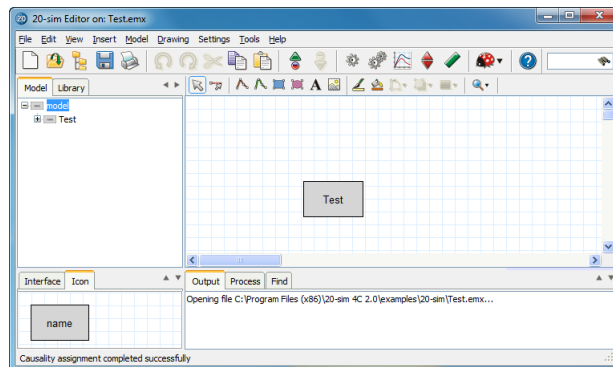 20-sim Editor on: Test.emx
File Edit View Insert Model Drawing Settings Tools Help
Model Library
model
Test
Test
Interface Icon
Output Process Find
Opening file C:\Program Files (x86)\20-sim 4C 2.0\examples\20-sim\Test.emx...
name
Causality assignment completed successfully